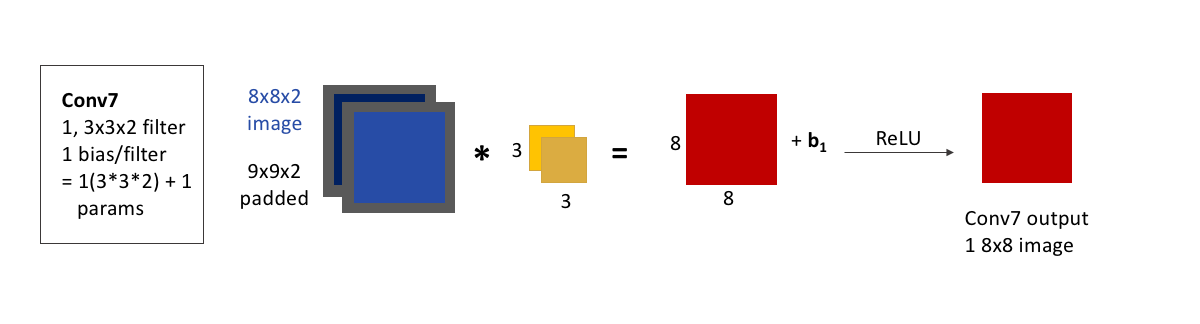 Conv7
1, 3x3x2 filter
1 bias/filter
= 1(3*3*2) + 1
params
8x8x2
image
9x9x2
padded
*
3
3
=
8
8
+ b1
ReLU
Conv7 output
1 8x8 image